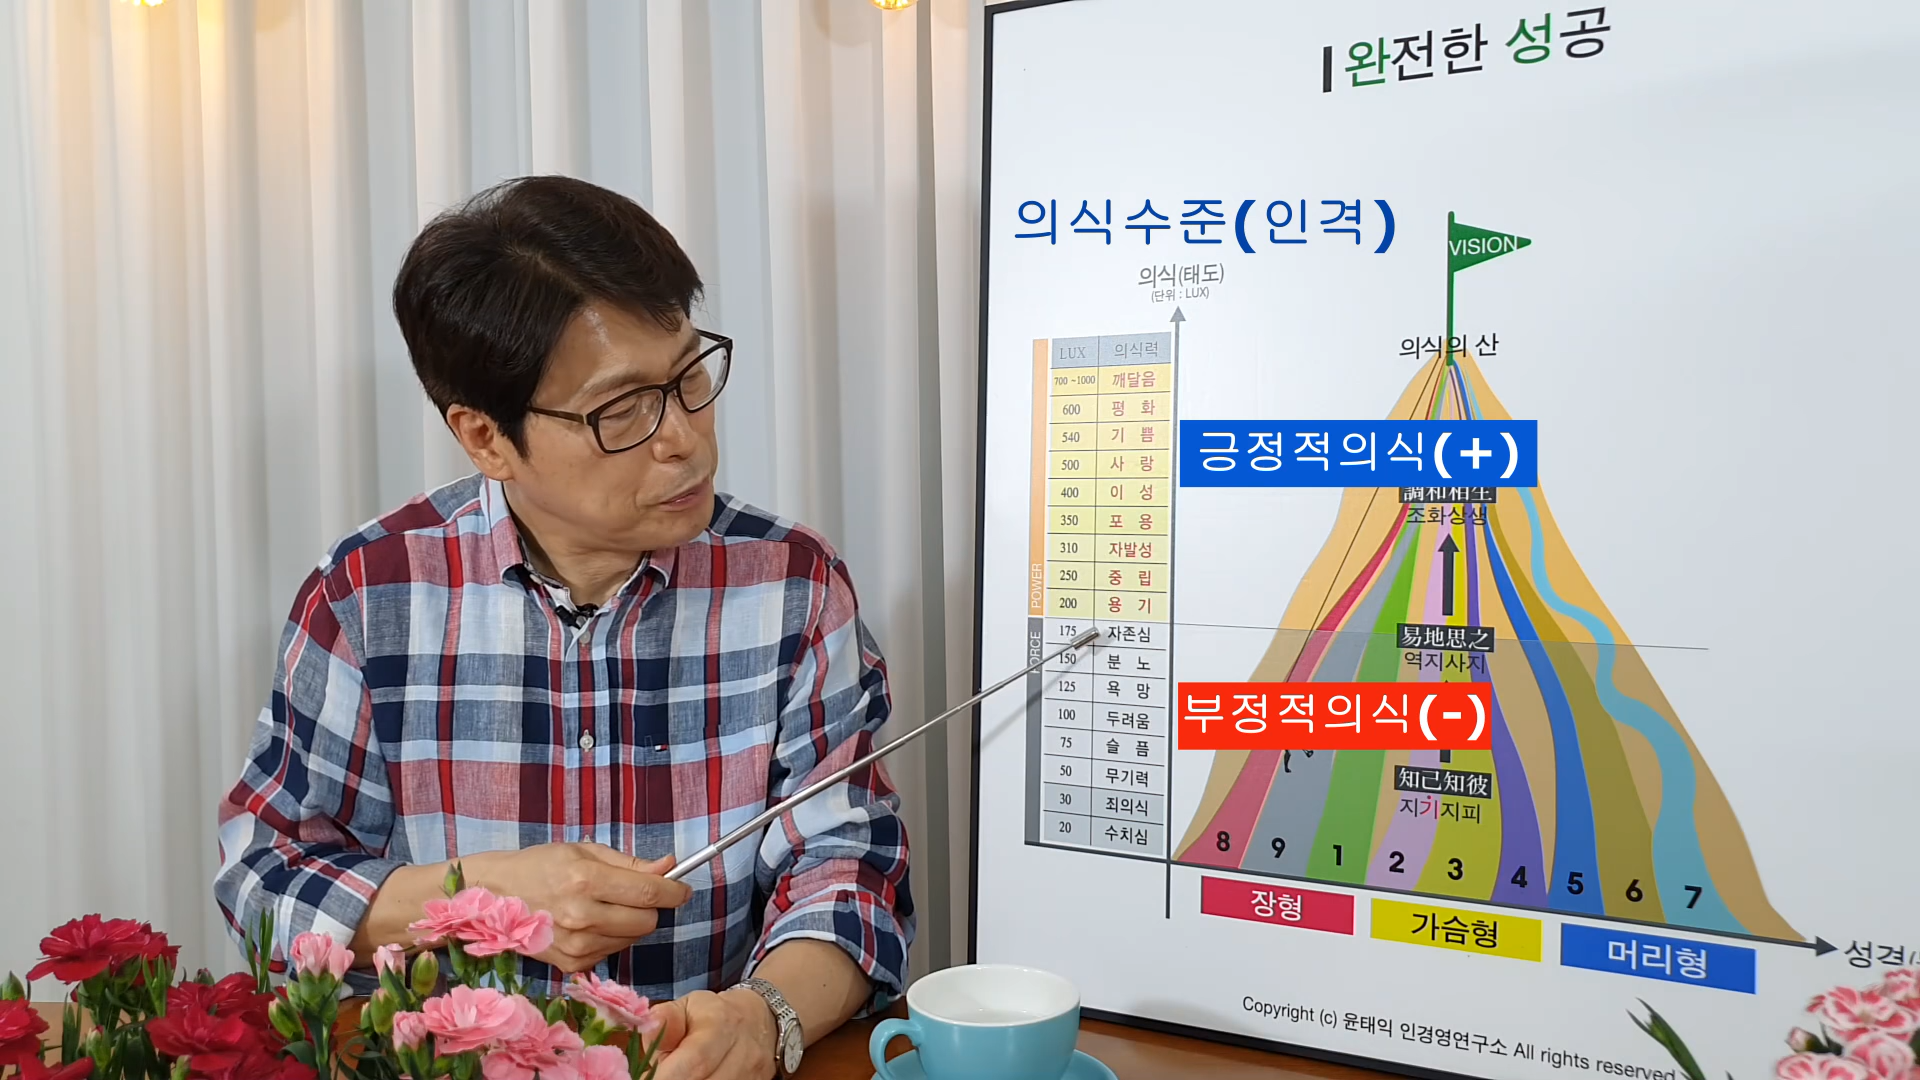 완전한 성공
의식수준(인격)
의식(태도)
(단위 : LUX)
VISION
의식의 산
LUX 의식력
700 ~1000 깨달음
600 평 화
540 기 쁨
500 사 랑
400 이 성
350 포 용
310 자발성
250 중 립
200 용 기
175 자존심
150 분 노
125 욕 망
100 두려움
75 슬 픔
50 무기력
30 죄의식
20 수치심
POWER
FORCE
긍정적의식(+)
調和相生
조화상생
易地思之
역지사지
부정적의식(-)
知己知彼
지기지피
8 9 1 2 3 4 5 6 7
장형
가슴형
머리형
성격
Copyright (c) 윤태익 인경영연구소 All rights reserved